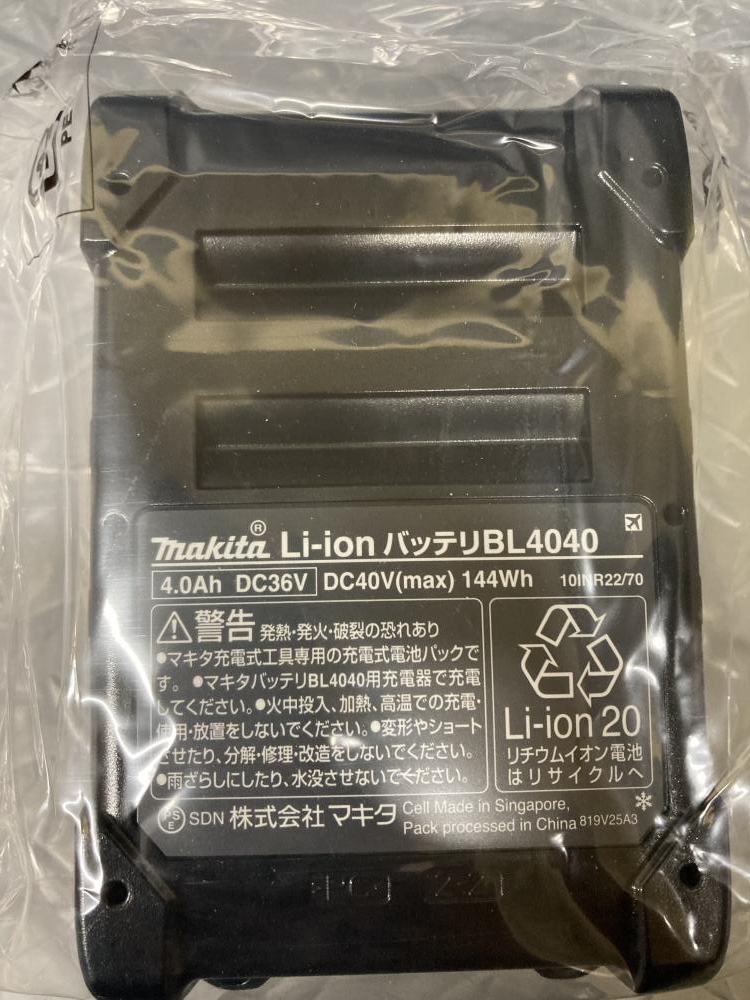 PE
makita® Li-ion バッテリBL4040
4.0Ah DC36V DC40V(max) 144Wh 10INR22/70
警告 発熱・発火・破裂の恐れあり
●マキタ充電式工具専用の充電式電池パックで
す。 ●マキタバッテリBL4040用充電器で充電
してください。●火中投入、加熱、高温での充電・
使用・放置をしないでください。●変形やショート
させたり、分解・修理・改造をしないでください。
●雨ざらしにしたり、水没させないでください。
Li-ion 20
リチウムイオン電池
はリサイクルへ
PSE SDN 株式会社 マキタ
Cell Made in Singapore,
Pack processed in China 819V25A3